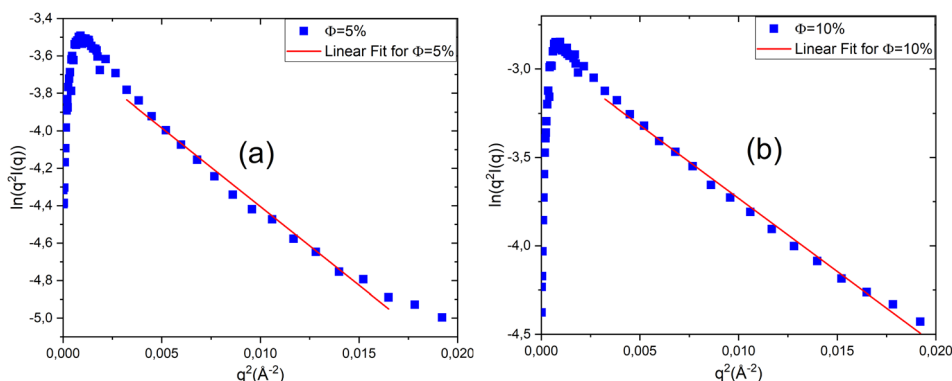 -3,4
-3,6
-3,8
-4,0
-4,2
-4,4
-4,6
-4,8
-5,0
ln(q²I(q))
Φ=5%
Linear Fit for Φ=5%
(a)
0,000 0,005 0,010 0,015 0,020
q²(Å⁻²)
-3,0
-3,5
-4,0
-4,5
ln(q²I(q))
Φ=10%
Linear Fit for Φ=10%
(b)
0,000 0,005 0,010 0,015 0,020
q²(Å⁻²)